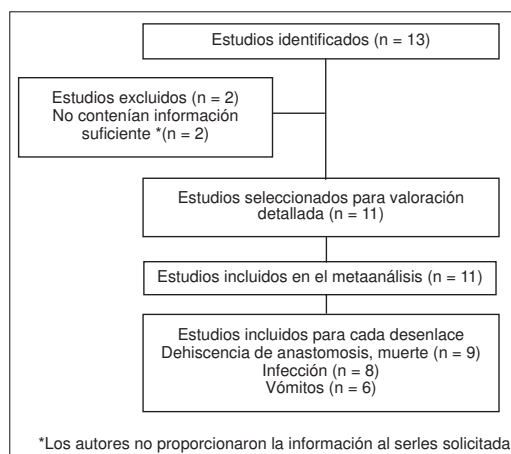 Estudios identificados (n = 13)
Estudios excluidos (n = 2)
No contenían información
suficiente *(n = 2)
Estudios seleccionados para valoración
detallada (n = 11)
Estudios incluidos en el metaanálisis (n = 11)
Estudios incluidos para cada desenlace
Dehiscencia de anastomosis, muerte (n = 9)
Infección (n = 8)
Vómitos (n = 6)
*Los autores no proporcionaron la información al serles solicitada